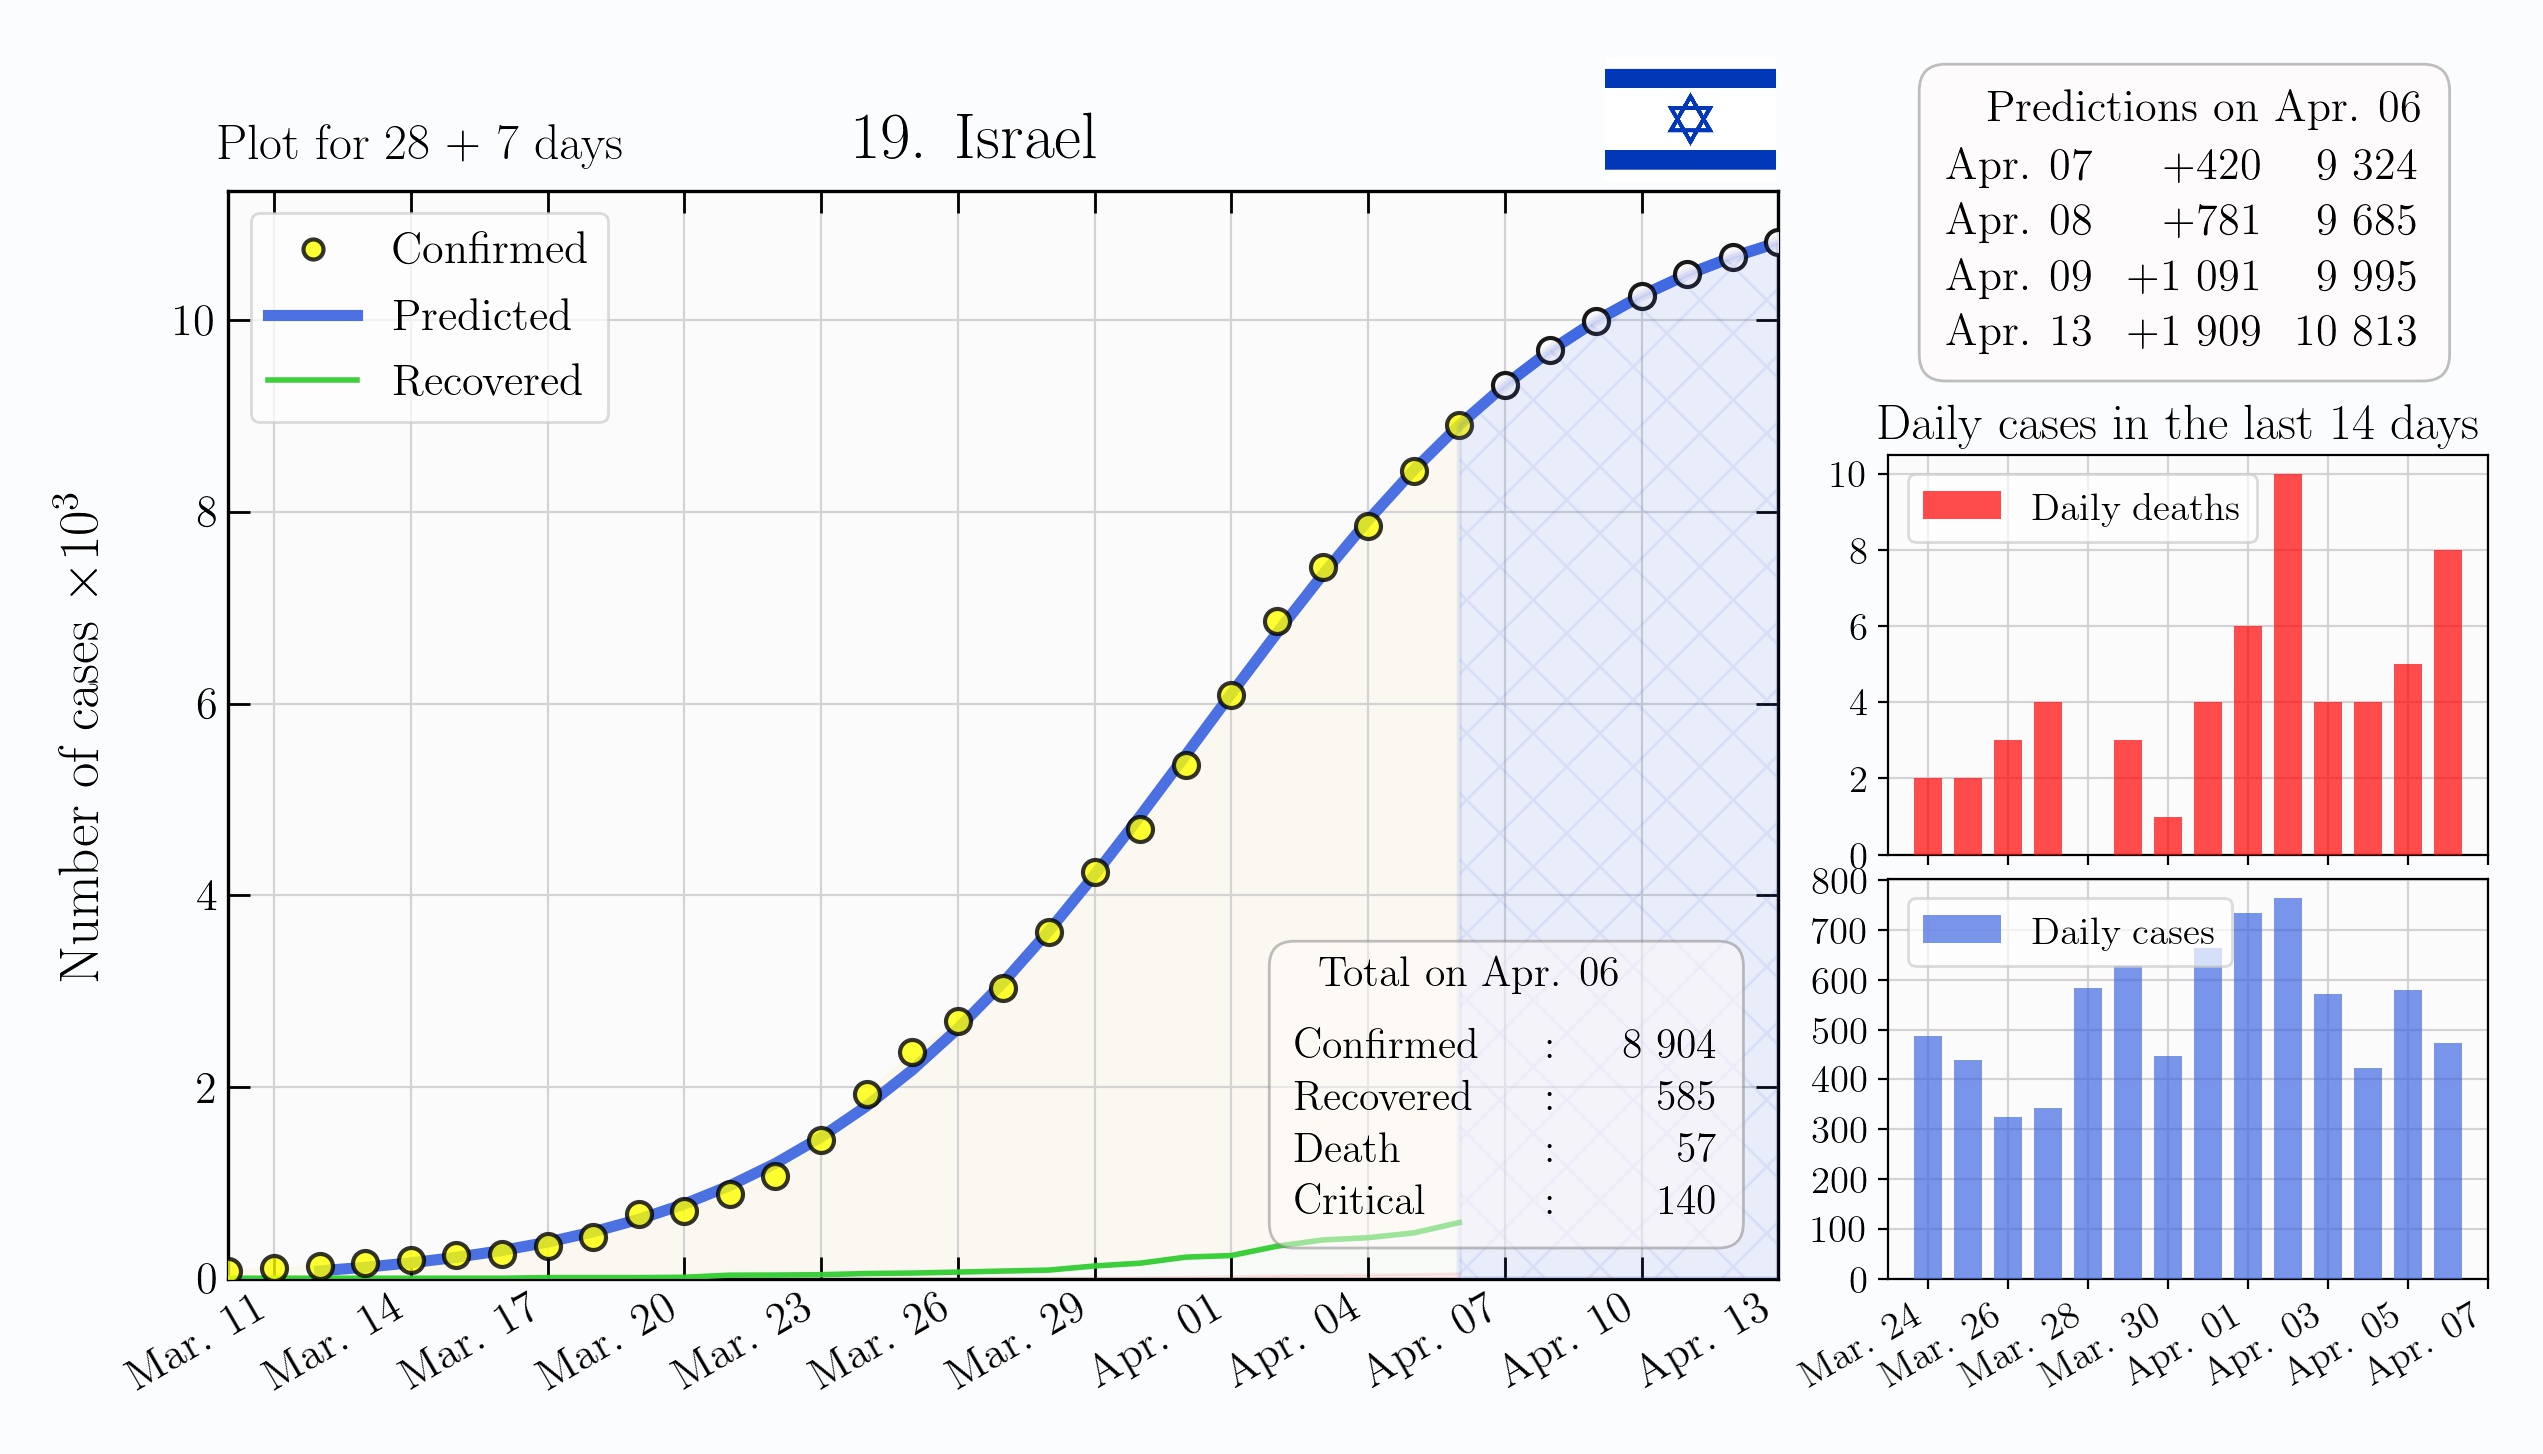 Plot for 28 + 7 days
19. Israel
Confirmed
Predicted
Recovered
Number of cases ×10³
10
8
6
4
2
0
Mar. 11
Mar. 14
Mar. 17
Mar. 20
Mar. 23
Mar. 26
Mar. 29
Apr. 01
Apr. 04
Apr. 07
Apr. 10
Apr. 13
Total on Apr. 06
Confirmed : 8 904
Recovered : 585
Death : 57
Critical : 140
Predictions on Apr. 06
Apr. 07 +420 9 324
Apr. 08 +781 9 685
Apr. 09 +1 091 9 995
Apr. 13 +1 909 10 813
Daily cases in the last 14 days
Daily deaths
10
8
6
4
2
0
Daily cases
800
700
600
500
400
300
200
100
0
Mar. 24
Mar. 26
Mar. 28
Mar. 30
Apr. 01
Apr. 03
Apr. 05
Apr. 07